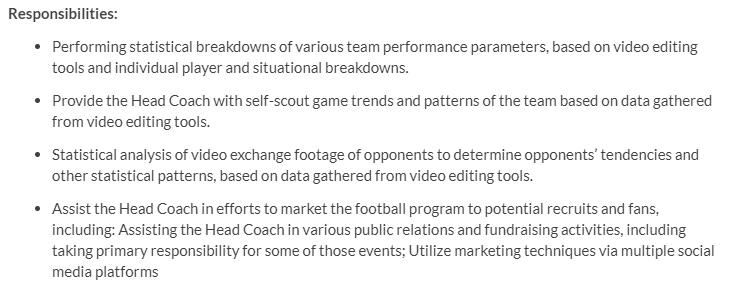 Responsibilities:
• Performing statistical breakdowns of various team performance parameters, based on video editing
tools and individual player and situational breakdowns.
• Provide the Head Coach with self-scout game trends and patterns of the team based on data gathered
from video editing tools.
• Statistical analysis of video exchange footage of opponents to determine opponents’ tendencies and
other statistical patterns, based on data gathered from video editing tools.
• Assist the Head Coach in efforts to market the football program to potential recruits and fans,
including: Assisting the Head Coach in various public relations and fundraising activities, including
taking primary responsibility for some of those events; Utilize marketing techniques via multiple social
media platforms